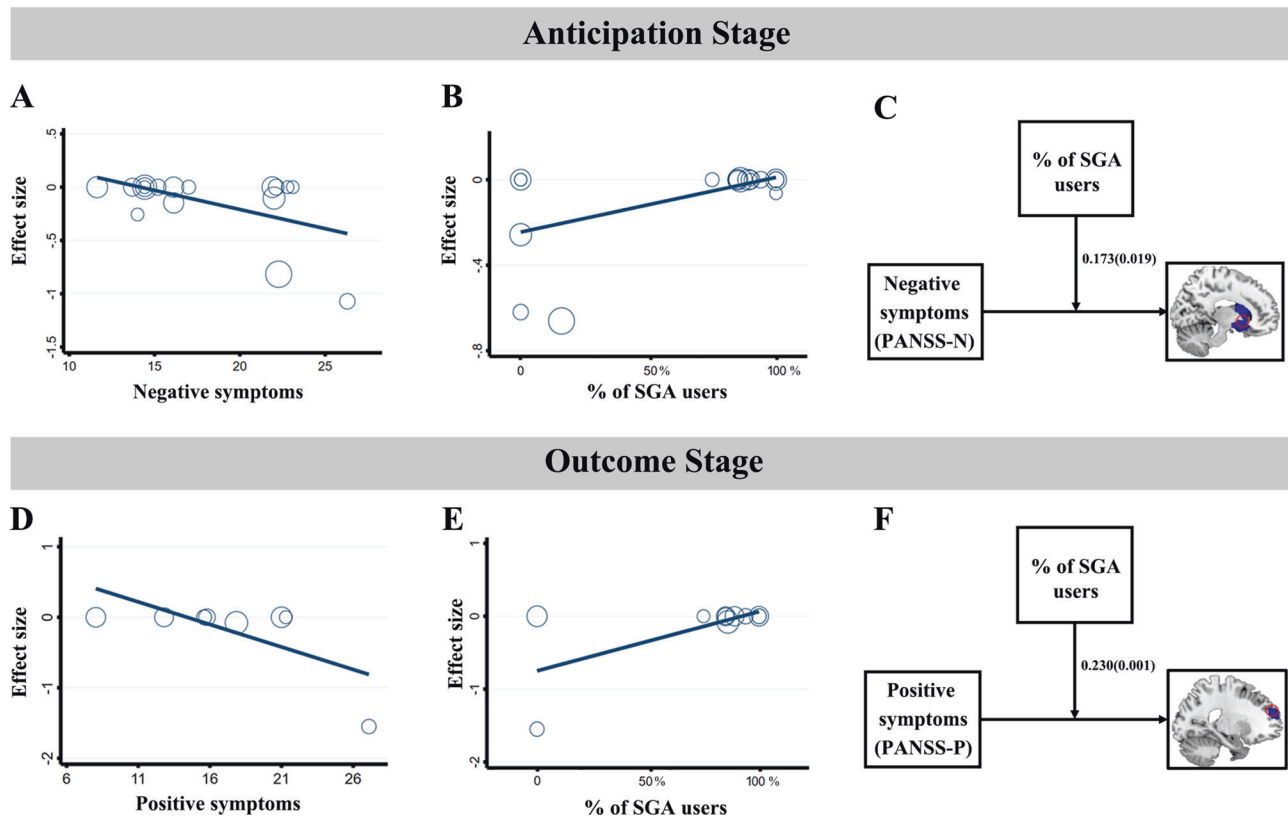 Anticipation Stage
A
Effect size
.5
0
-.5
-1
-1.5
10
15
20
25
Negative symptoms
B
Effect size
0
-.4
-.8
0
50 %
100 %
% of SGA users
C
% of SGA
users
0.173(0.019)
Negative
symptoms
(PANSS-N)
Outcome Stage
D
Effect size
1
0
-1
-2
6
11
16
21
26
Positive symptoms
E
Effect size
1
0
-1
-2
0
50 %
100 %
% of SGA users
F
% of SGA
users
0.230(0.001)
Positive
symptoms
(PANSS-P)